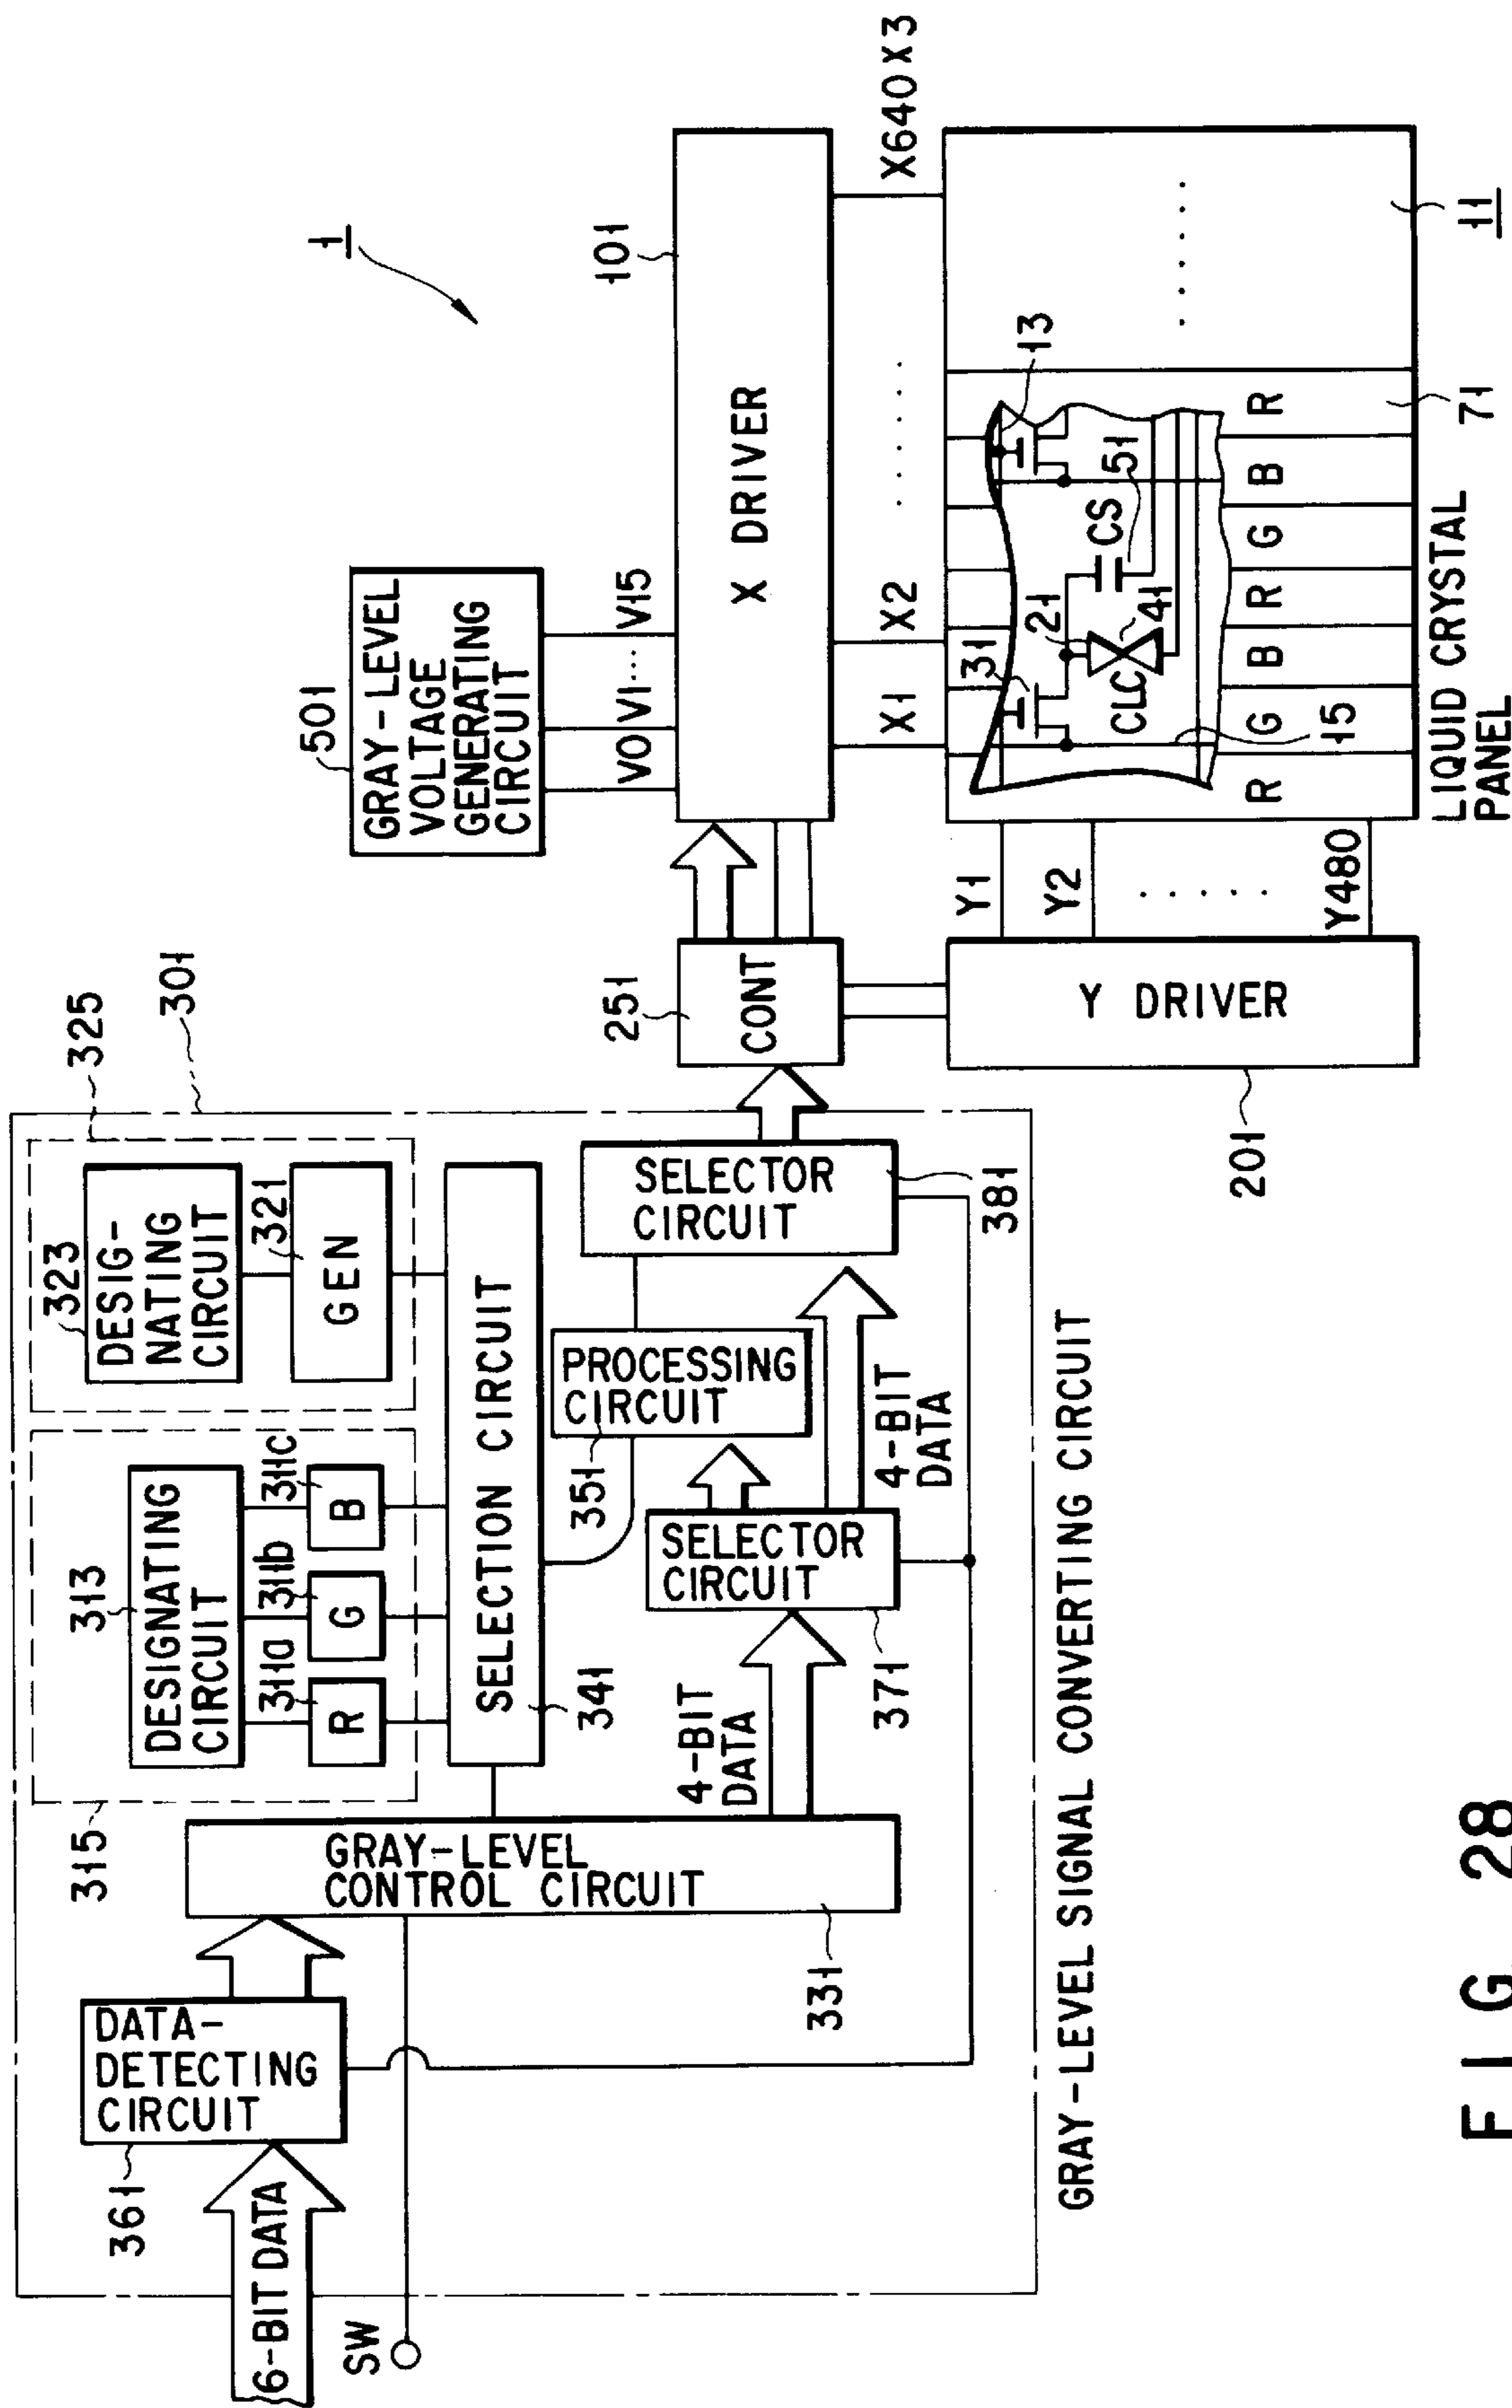 6-BIT DATA
SW
361
DATA-
DETECTING
CIRCUIT
315
313
DESIGNATING
CIRCUIT
311a
311b
311c
R
G
B
325
323
DESIG-
NATING
CIRCUIT
321
GEN
301
GRAY-LEVEL
CONTROL CIRCUIT
331
SELECTION CIRCUIT
341
351
PROCESSING
CIRCUIT
4-BIT
DATA
SELECTOR
CIRCUIT
371
4-BIT
DATA
SELECTOR
CIRCUIT
381
GRAY-LEVEL SIGNAL CONVERTING CIRCUIT
251
CONT
Y DRIVER
201
501
GRAY-LEVEL
VOLTAGE
GENERATING
CIRCUIT
V0 V1 ... V15
1
101
X DRIVER
X1
X2
. . . . . .
X640X3
Y1
Y2
. . . . .
Y480
31
21
CLC
41
CS
51
13
15
R G B R G B R
. . . . . .
71
11
LIQUID CRYSTAL
PANEL
FIG. 28